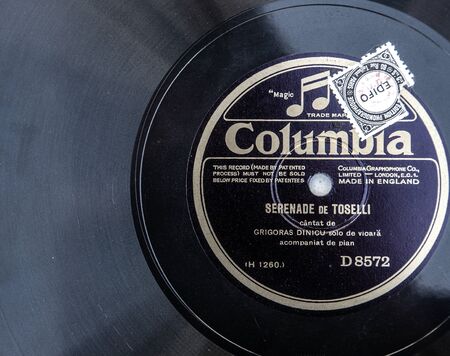 "Magic
TRADE MARK
EDIFO
Columbia
THIS RECORD (MADE BY PATENTED
PROCESS) MUST NOT BE SOLD
BELOW PRICE FIXED BY PATENTEES
COLUMBIA GRAPHOPHONE CO.,
LIMITED – LONDON, E.C.1.
MADE IN ENGLAND
SERENADE DE TOSELLI
cântat de
GRIGORAS DINICU solo de vioară
acompaniat de pian
(H 1260.)
D 8572